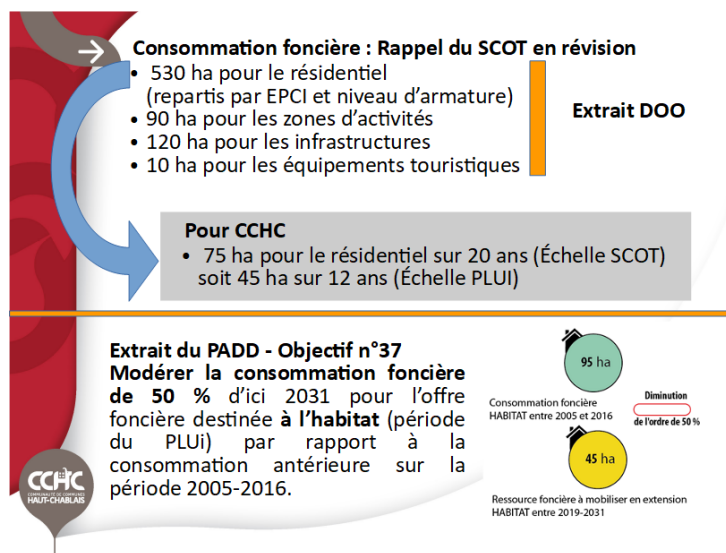 Consommation foncière : Rappel du SCOT en révision
• 530 ha pour le résidentiel
(repartis par EPCI et niveau d'armature)
• 90 ha pour les zones d'activités
• 120 ha pour les infrastructures
• 10 ha pour les équipements touristiques
Extrait DOO
Pour CCHC
• 75 ha pour le résidentiel sur 20 ans (Échelle SCOT)
soit 45 ha sur 12 ans (Échelle PLUI)
Extrait du PADD - Objectif n°37
Modérer la consommation foncière
de 50 % d'ici 2031 pour l'offre
foncière destinée à l'habitat (période
du PLUi) par rapport à la
consommation antérieure sur la
période 2005-2016.
95 ha
Consommation foncière
HABITAT entre 2005 et 2016
Diminution
de l'ordre de 50 %
45 ha
Ressource foncière à mobiliser en extension
HABITAT entre 2019-2031
CCHC
COMMUNAUTÉ DE COMMUNES
HAUT-CHABLAIS